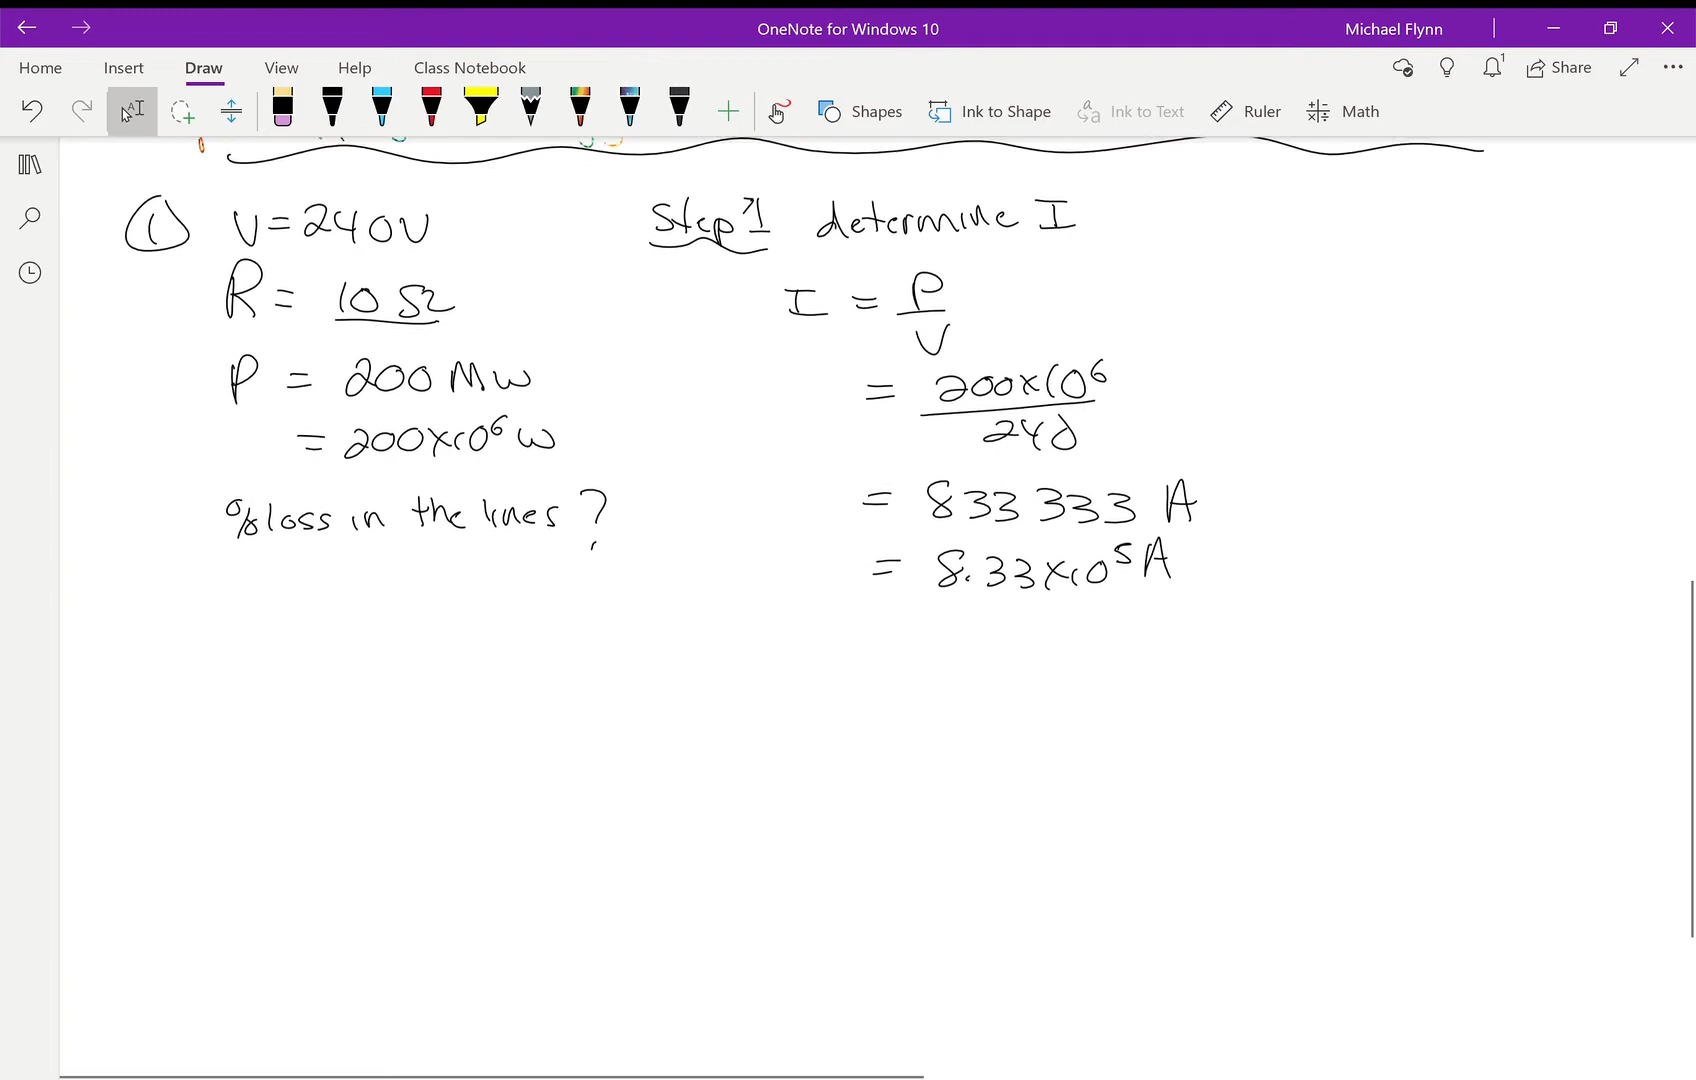 OneNote for Windows 10
Michael Flynn
Home Insert Draw View Help Class Notebook
1 Share
AI Shapes Ink to Shape Ink to Text Ruler Math
① V = 240V
R = 10 Ω
P = 200 MW
= 200×10⁶ W
% loss in the lines?
Step 1 determine I
I = P
V
= 200×10⁶
240
= 833 333 A
= 8.33×10⁵ A